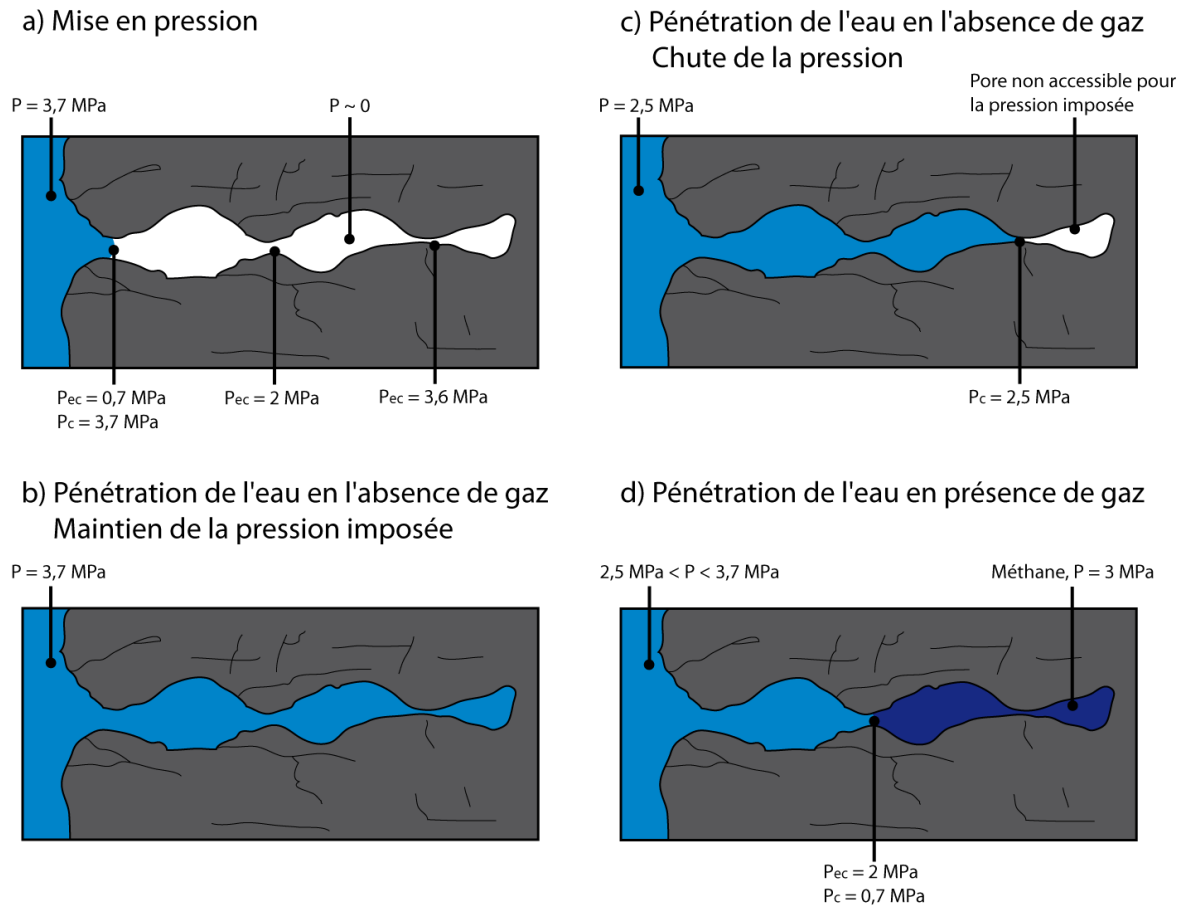 a) Mise en pression
P = 3,7 MPa
P ~ 0
Pec = 0,7 MPa
Pc = 3,7 MPa
Pec = 2 MPa
Pec = 3,6 MPa
c) Pénétration de l'eau en l'absence de gaz
Chute de la pression
P = 2,5 MPa
Pore non accessible pour
la pression imposée
Pc = 2,5 MPa
b) Pénétration de l'eau en l'absence de gaz
Maintien de la pression imposée
P = 3,7 MPa
d) Pénétration de l'eau en présence de gaz
2,5 MPa < P < 3,7 MPa
Méthane, P = 3 MPa
Pec = 2 MPa
Pc = 0,7 MPa